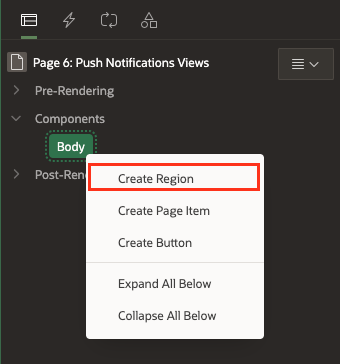 Page 6: Push Notifications Views
Pre-Rendering
Components
Body
Post-Ren
Create Region
Create Page Item
Create Button
Expand All Below
Collapse All Below